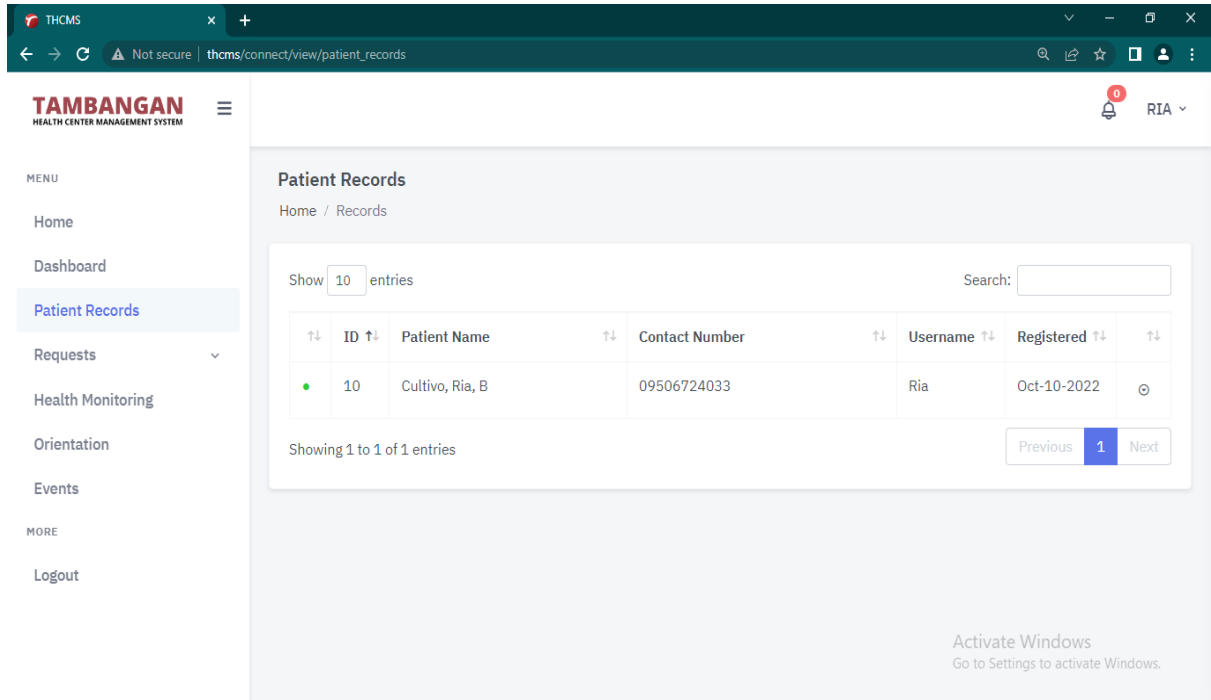 THCMS
Not secure | thcms/connect/view/patient_records
TAMBANGAN
HEALTH CENTER MANAGEMENT SYSTEM
0
RIA
MENU
Home
Dashboard
Patient Records
Requests
Health Monitoring
Orientation
Events
MORE
Logout
Patient Records
Home / Records
Show 10 entries
Search:
ID Patient Name Contact Number Username Registered
10 Cultivo, Ria, B 09506724033 Ria Oct-10-2022
Showing 1 to 1 of 1 entries
Previous 1 Next
Activate Windows
Go to Settings to activate Windows.